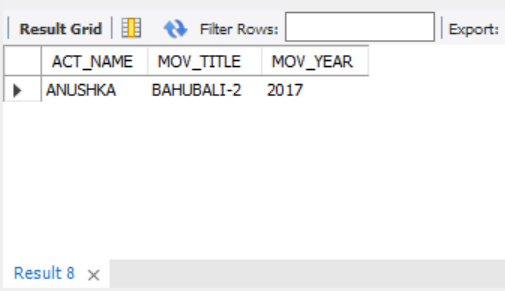 Result Grid Filter Rows: Export:
ACT_NAME MOV_TITLE MOV_YEAR
ANUSHKA BAHUBALI-2 2017
Result 8 ×